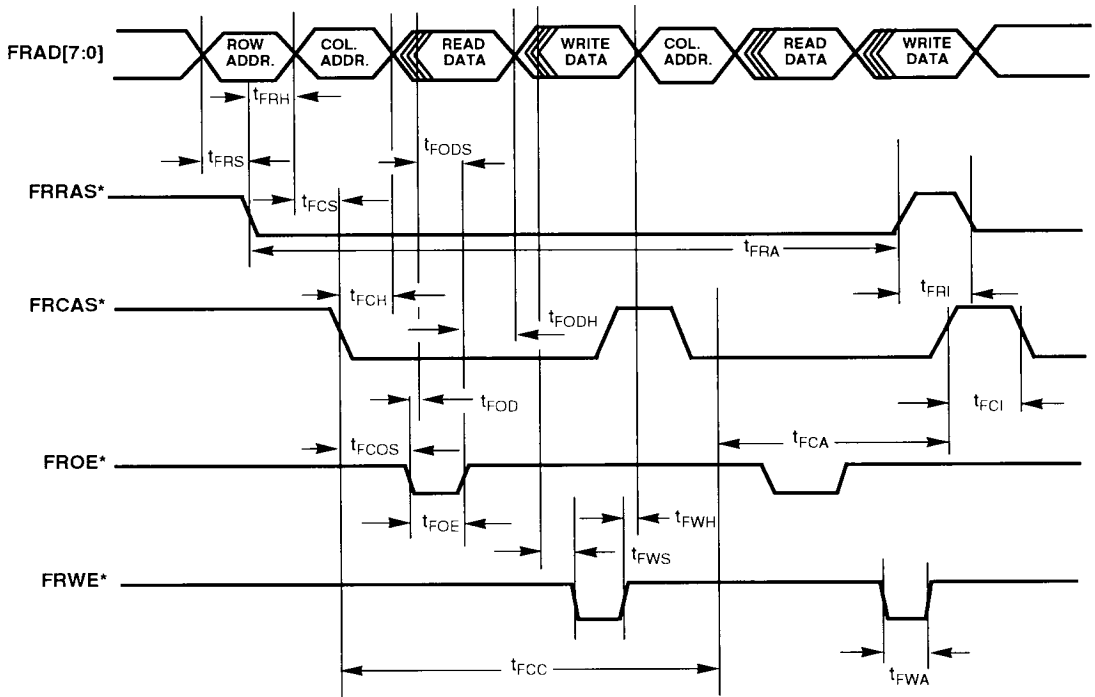 FRAD[7:0]
ROW ADDR.
COL. ADDR.
READ DATA
WRITE DATA
COL. ADDR.
READ DATA
WRITE DATA
tFRH
tFRS
tFODS
FRRAS*
tFCS
tFRA
tFCH
tFRI
FRCAS*
tFODH
tFOD
tFCI
tFCOS
tFCA
FROE*
tFOE
tFWH
tFWS
FRWE*
tFCC
tFWA